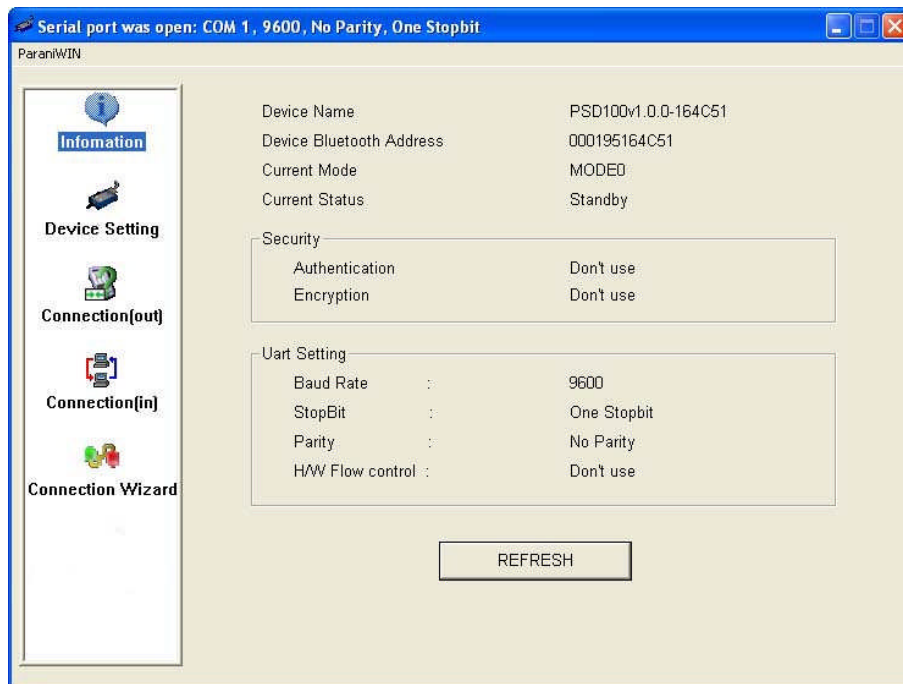 Serial port was open: COM 1, 9600, No Parity, One Stopbit
ParaniWIN
Infomation
Device Setting
Connection(out)
Connection(in)
Connection Wizard
Device Name PSD100v1.0.0-164C51
Device Bluetooth Address 000195164C51
Current Mode MODE0
Current Status Standby
Security
Authentication Don't use
Encryption Don't use
Uart Setting
Baud Rate : 9600
StopBit : One Stopbit
Parity : No Parity
H/W Flow control : Don't use
REFRESH